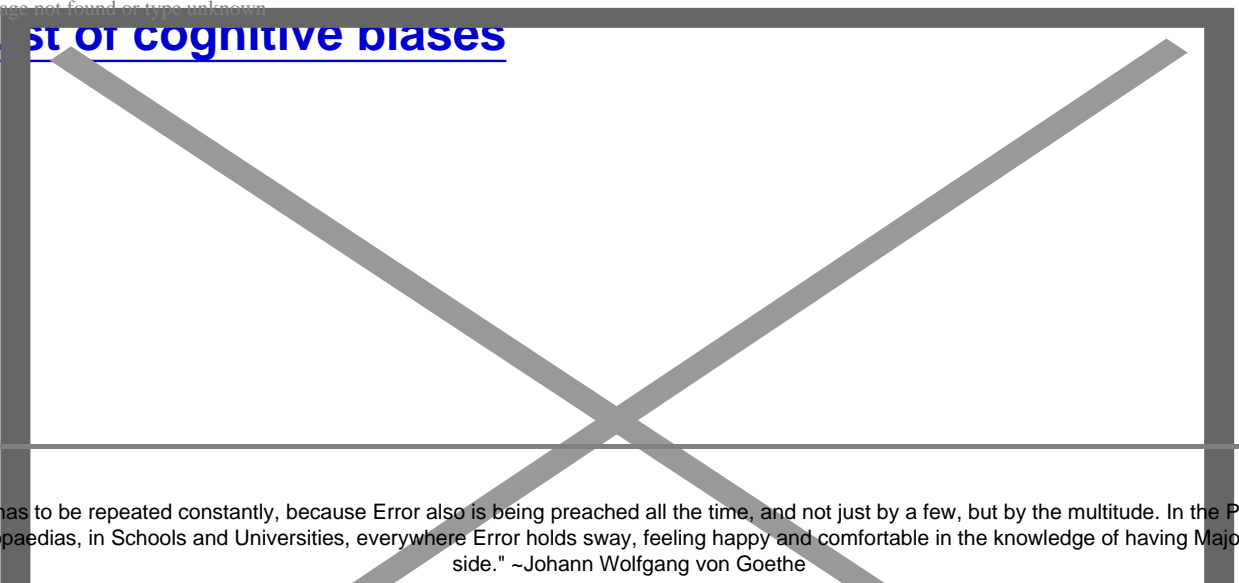 age not found or type unknown
st of cognitive biases
has to be repeated constantly, because Error also is being preached all the time, and not just by a few, but by the multitude. In the P
opaedias, in Schools and Universities, everywhere Error holds sway, feeling happy and comfortable in the knowledge of having Majo
side." ~Johann Wolfgang von Goethe